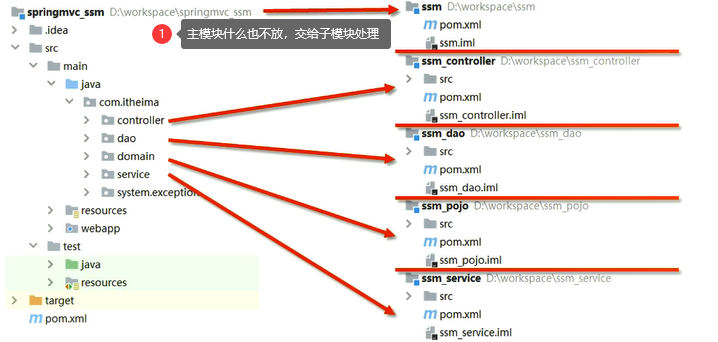 springmvc_ssm D:\workspace\springmvc_ssm
.idea
src
main
java
com.itheima
controller
dao
domain
service
system.exception
resources
webapp
test
java
resources
target
pom.xml
1 主模块什么也不放，交给子模块处理
ssm D:\workspace\ssm
pom.xml
ssm.iml
ssm_controller D:\workspace\ssm_controller
src
pom.xml
ssm_controller.iml
ssm_dao D:\workspace\ssm_dao
src
pom.xml
ssm_dao.iml
ssm_pojo D:\workspace\ssm_pojo
src
pom.xml
ssm_pojo.iml
ssm_service D:\workspace\ssm_service
src
pom.xml
ssm_service.iml